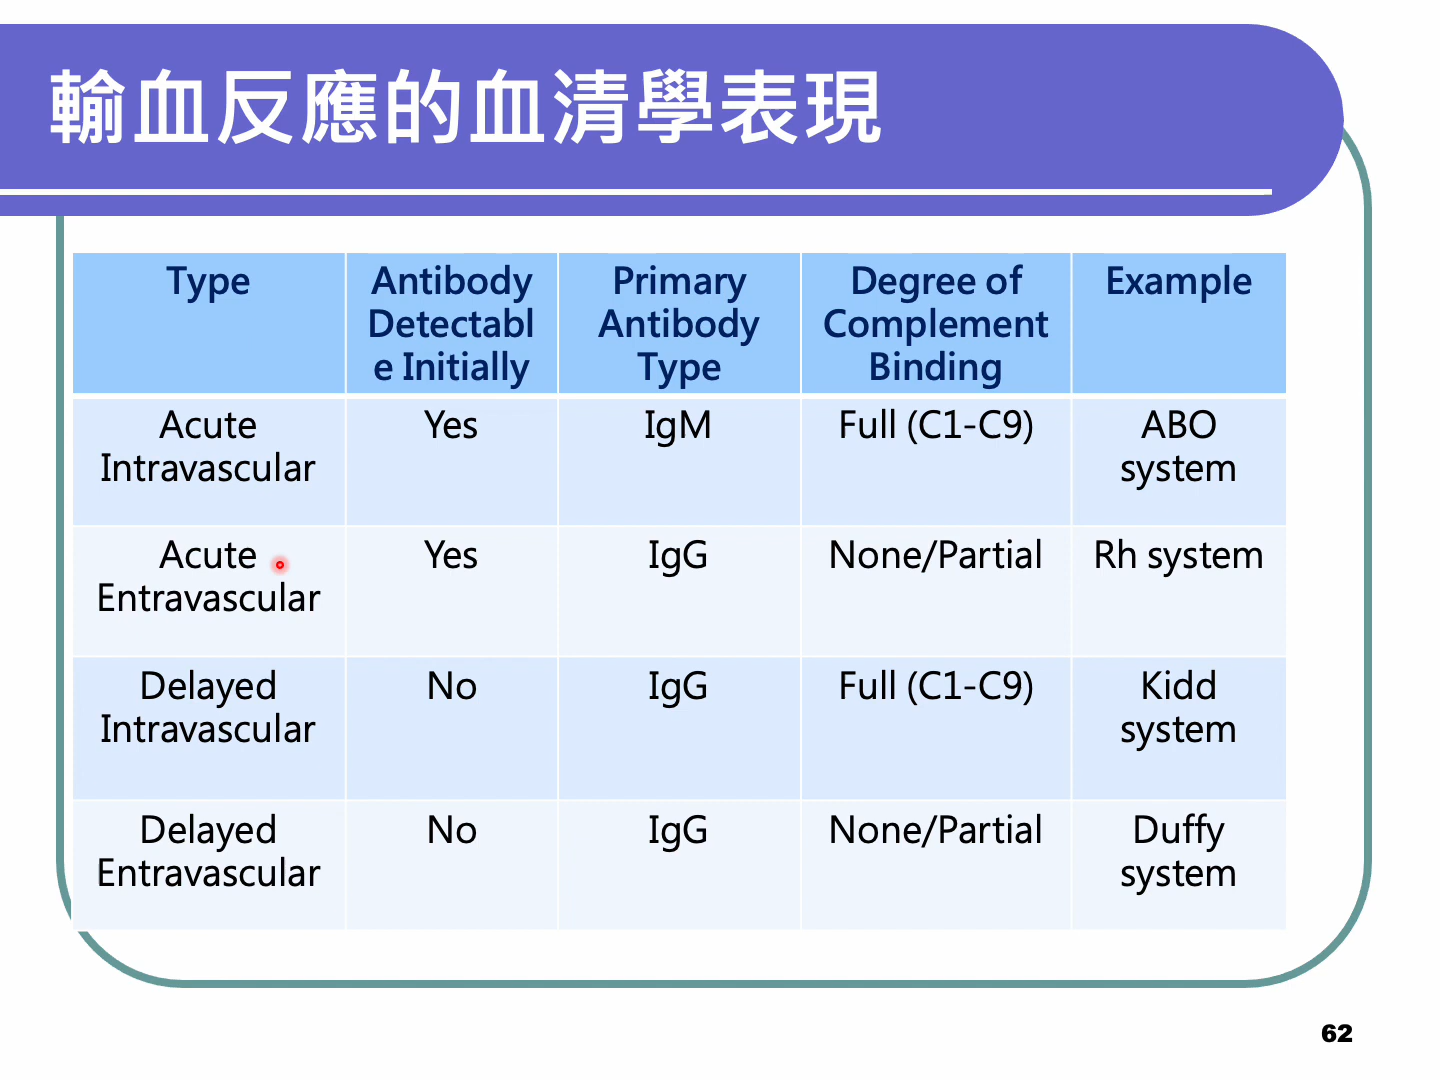 輸血反應的血清學表現
Type
Antibody
Detectabl
e Initially
Primary
Antibody
Type
Degree of
Complement
Binding
Example
Acute
Intravascular
Yes
IgM
Full (C1-C9)
ABO
system
Acute
Entravascular
Yes
IgG
None/Partial
Rh system
Delayed
Intravascular
No
IgG
Full (C1-C9)
Kidd
system
Delayed
Entravascular
No
IgG
None/Partial
Duffy
system
62